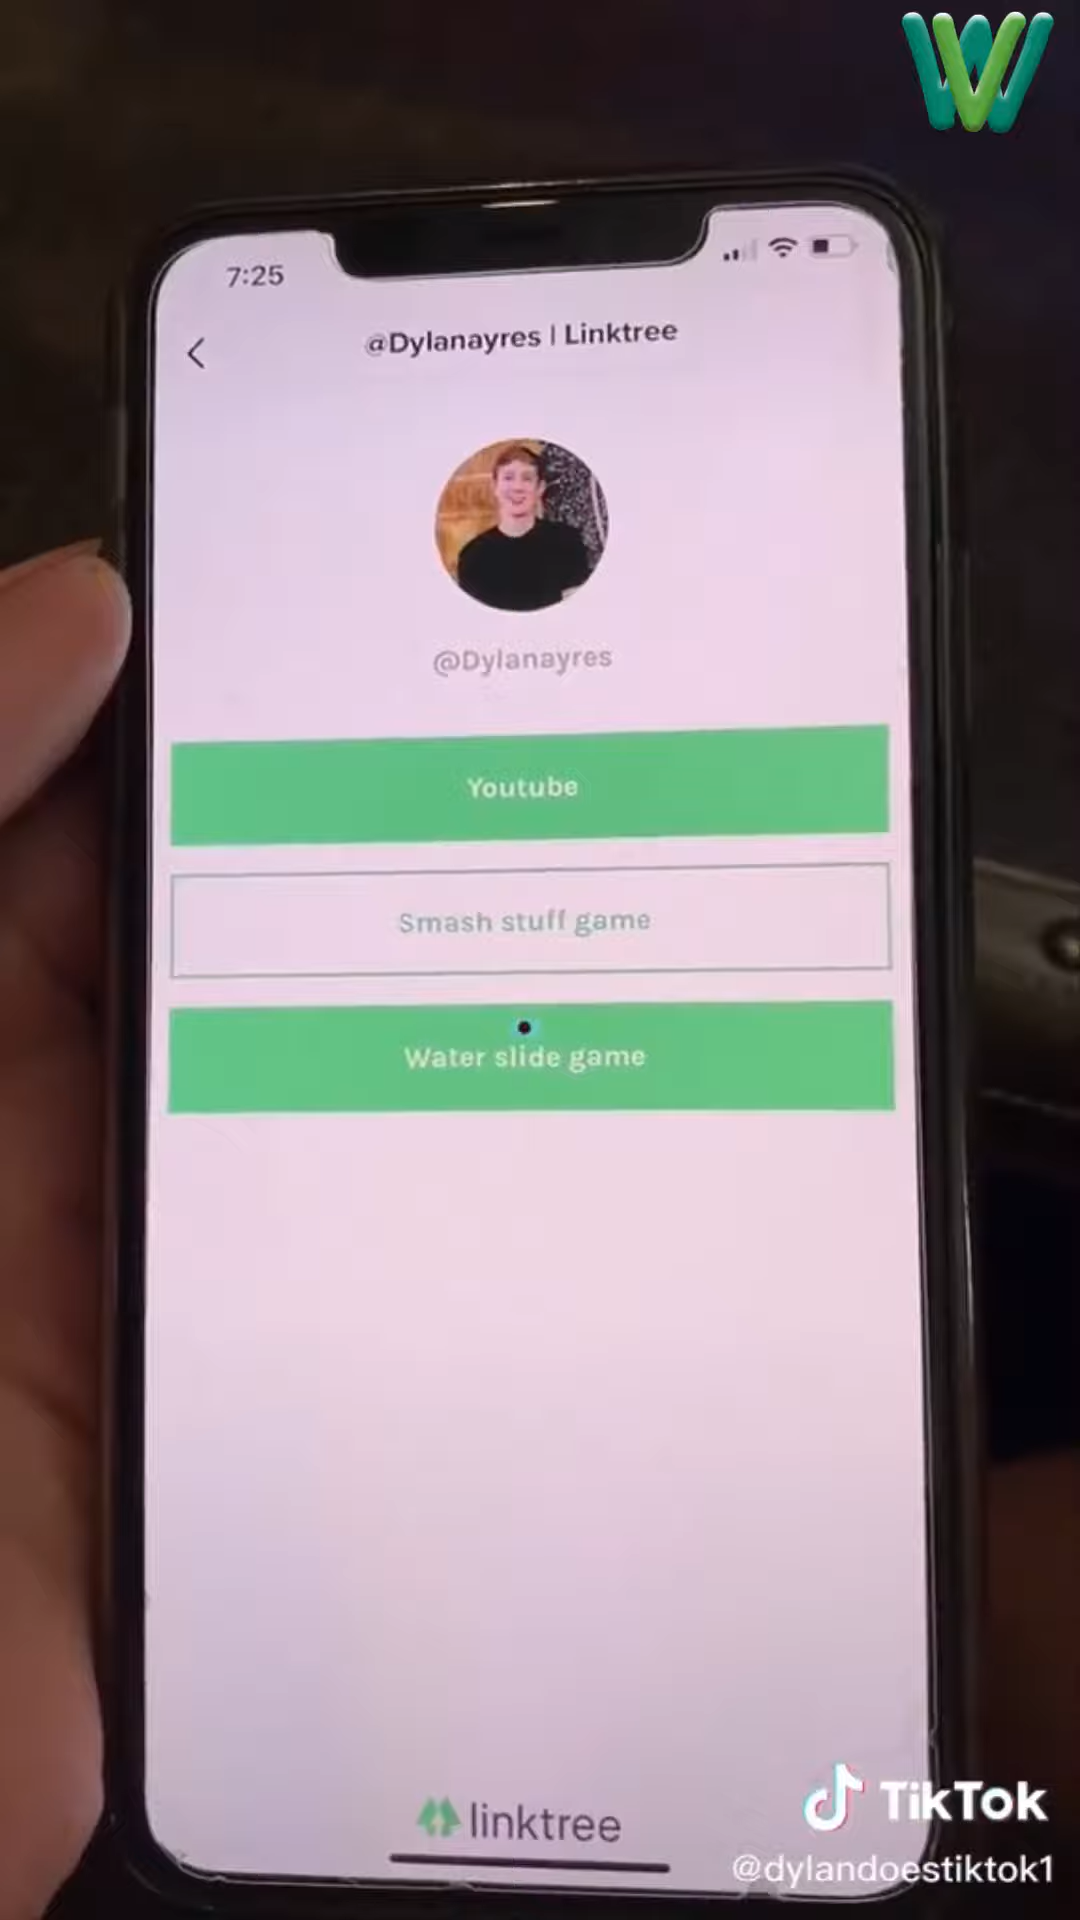 W
7:25
@Dylanayres | Linktree
@Dylanayres
Youtube
Smash stuff game
Water slide game
linktree
TikTok
@dylandoestiktok1